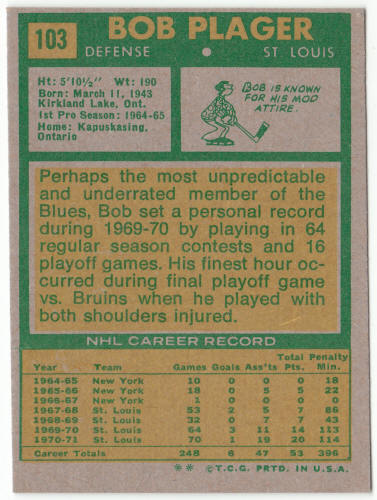 103 BOB PLAGER
DEFENSE • ST LOUIS
Ht: 5'10½" Wt: 190
Born: March 11, 1943
Kirkland Lake, Ont.
1st Pro Season: 1964-65
Home: Kapuskasing,
Ontario
BOB IS KNOWN
FOR HIS MOD
ATTIRE.
Perhaps the most unpredictable
and underrated member of the
Blues, Bob set a personal record
during 1969-70 by playing in 64
regular season contests and 16
playoff games. His finest hour oc-
curred during final playoff game
vs. Bruins when he played with
both shoulders injured.
NHL CAREER RECORD
Year Team Games Goals Ass'ts Total Pts. Penalty Min.
1964-65 New York 10 0 0 0 18
1965-66 New York 18 0 5 5 22
1966-67 New York 1 0 0 0 0
1967-68 St. Louis 53 2 5 7 86
1968-69 St. Louis 32 0 7 7 43
1969-70 St. Louis 64 3 11 14 113
1970-71 St. Louis 70 1 19 20 114
Career Totals 248 6 47 53 396
** ©T.C.G. PRTD. IN U.S.A.